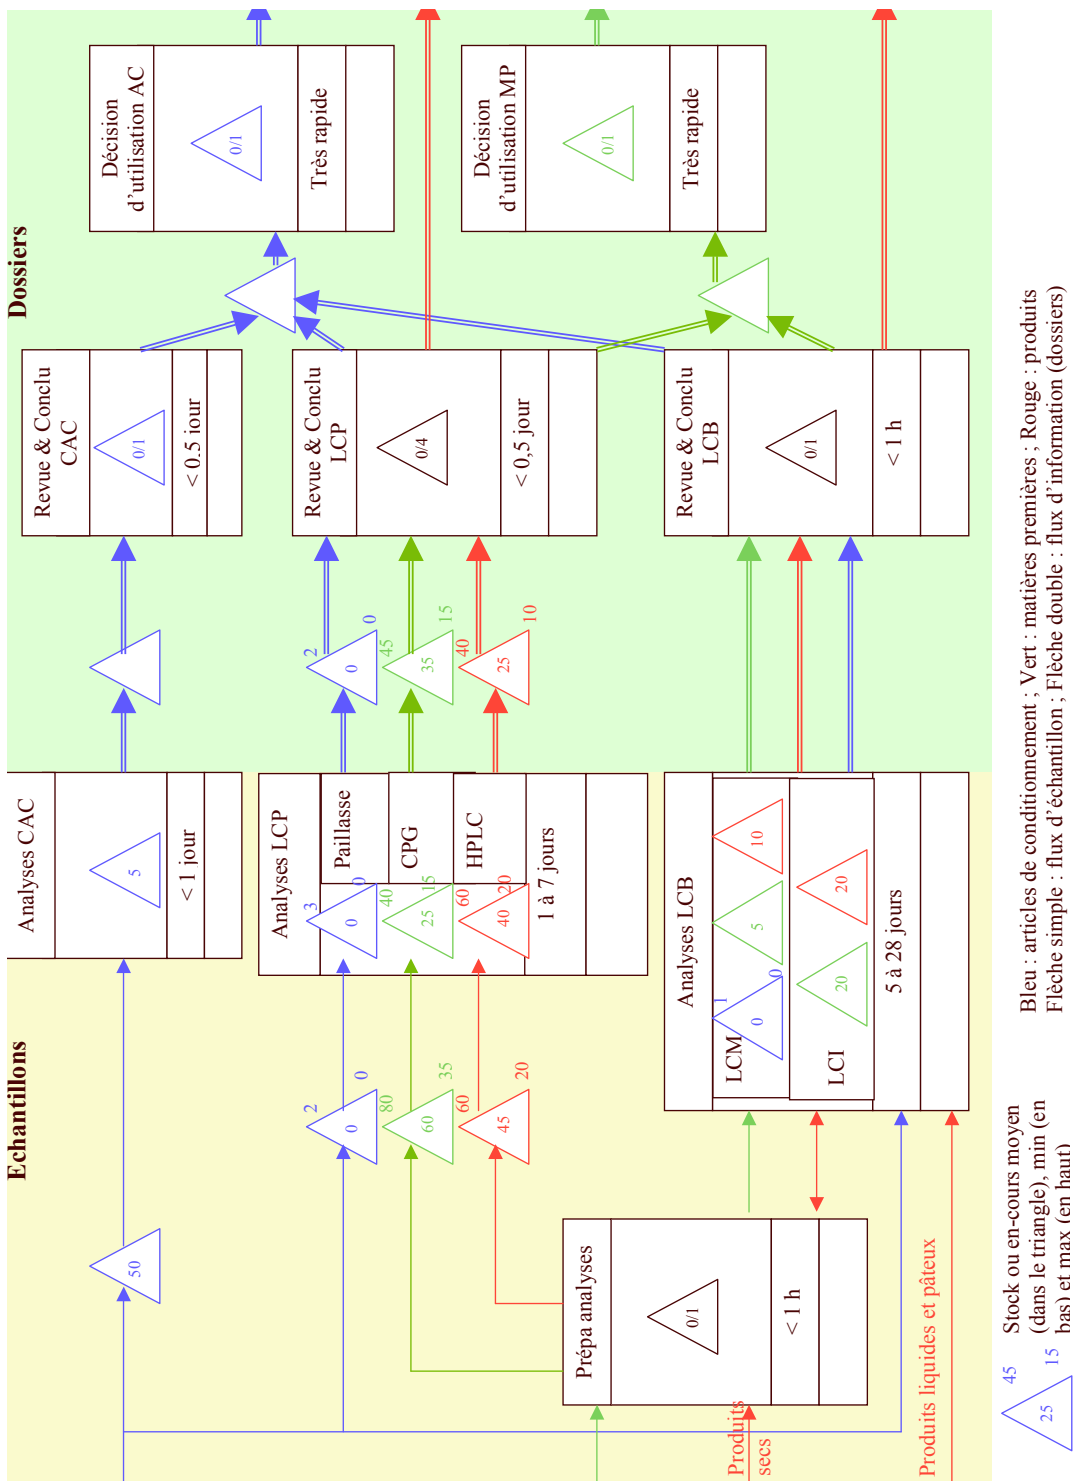 Echantillons
Dossiers
50
Analyses CAC
5
< 1 jour
Revue & Conclu
CAC
0/1
< 0.5 jour
Décision
d'utilisation AC
0/1
Très rapide
2
0
0
80
60
35
60
45
20
Analyses LCP
Paillasse
3
0
0
CPG
40
25
15
HPLC
60
40
20
1 à 7 jours
2
0
0
45
35
15
40
25
10
Revue & Conclu
LCP
0/4
< 0,5 jour
Décision
d'utilisation MP
0/1
Très rapide
Prépa analyses
0/1
< 1 h
Produits
secs
Produits liquides et pâteux
Analyses LCB
LCM
1
0
0
5
10
LCI
20
20
5 à 28 jours
Revue & Conclu
LCB
0/1
< 1 h
45
25
15
Stock ou en-cours moyen
(dans le triangle), min (en
bas) et max (en haut)
Bleu : articles de conditionnement ; Vert : matières premières ; Rouge : produits
Flèche simple : flux d'échantillon ; Flèche double : flux d'information (dossiers)